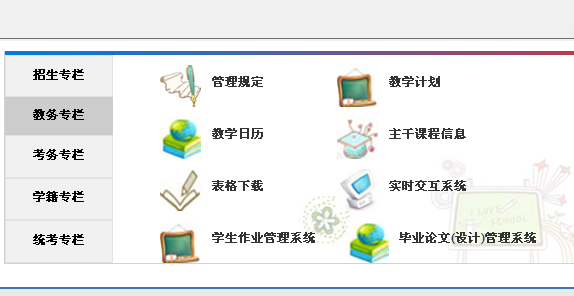 招生专栏
教务专栏
考务专栏
学籍专栏
统考专栏
管理规定
教学计划
教学日历
主干课程信息
表格下载
实时交互系统
学生作业管理系统
毕业论文(设计)管理系统
I LOVE
SCHOOL